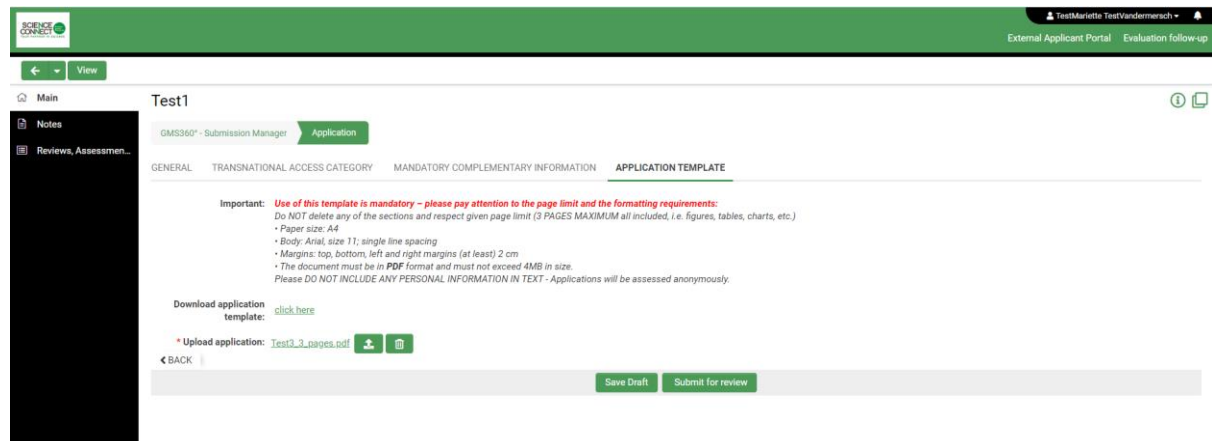 SCIENCE
CONNECT
TestMariette TestVandermersch
External Applicant Portal Evaluation follow-up
View
Main
Notes
Reviews, Assessmen...
Test1
GMS360° - Submission Manager
Application
GENERAL
TRANSNATIONAL ACCESS CATEGORY
MANDATORY COMPLEMENTARY INFORMATION
APPLICATION TEMPLATE
Important: Use of this template is mandatory – please pay attention to the page limit and the formatting requirements:
Do NOT delete any of the sections and respect given page limit (3 PAGES MAXIMUM all included, i.e. figures, tables, charts, etc.)
• Paper size: A4
• Body: Arial, size 11; single line spacing
• Margins: top, bottom, left and right margins (at least) 2 cm
• The document must be in PDF format and must not exceed 4MB in size.
Please DO NOT INCLUDE ANY PERSONAL INFORMATION IN TEXT - Applications will be assessed anonymously.
Download application
template: click here
* Upload application: Test3_3_pages.pdf
BACK
Save Draft Submit for review